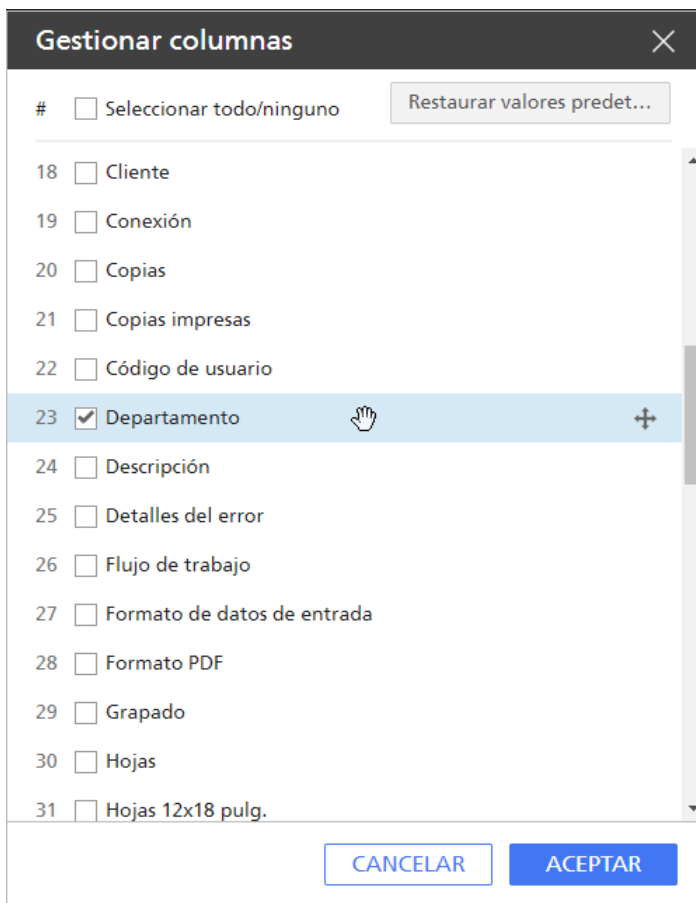 Gestionar columnas
# Seleccionar todo/ninguno Restaurar valores predet...
18 Cliente
19 Conexión
20 Copias
21 Copias impresas
22 Código de usuario
23 Departamento
24 Descripción
25 Detalles del error
26 Flujo de trabajo
27 Formato de datos de entrada
28 Formato PDF
29 Grapado
30 Hojas
31 Hojas 12x18 pulg.
CANCELAR ACEPTAR